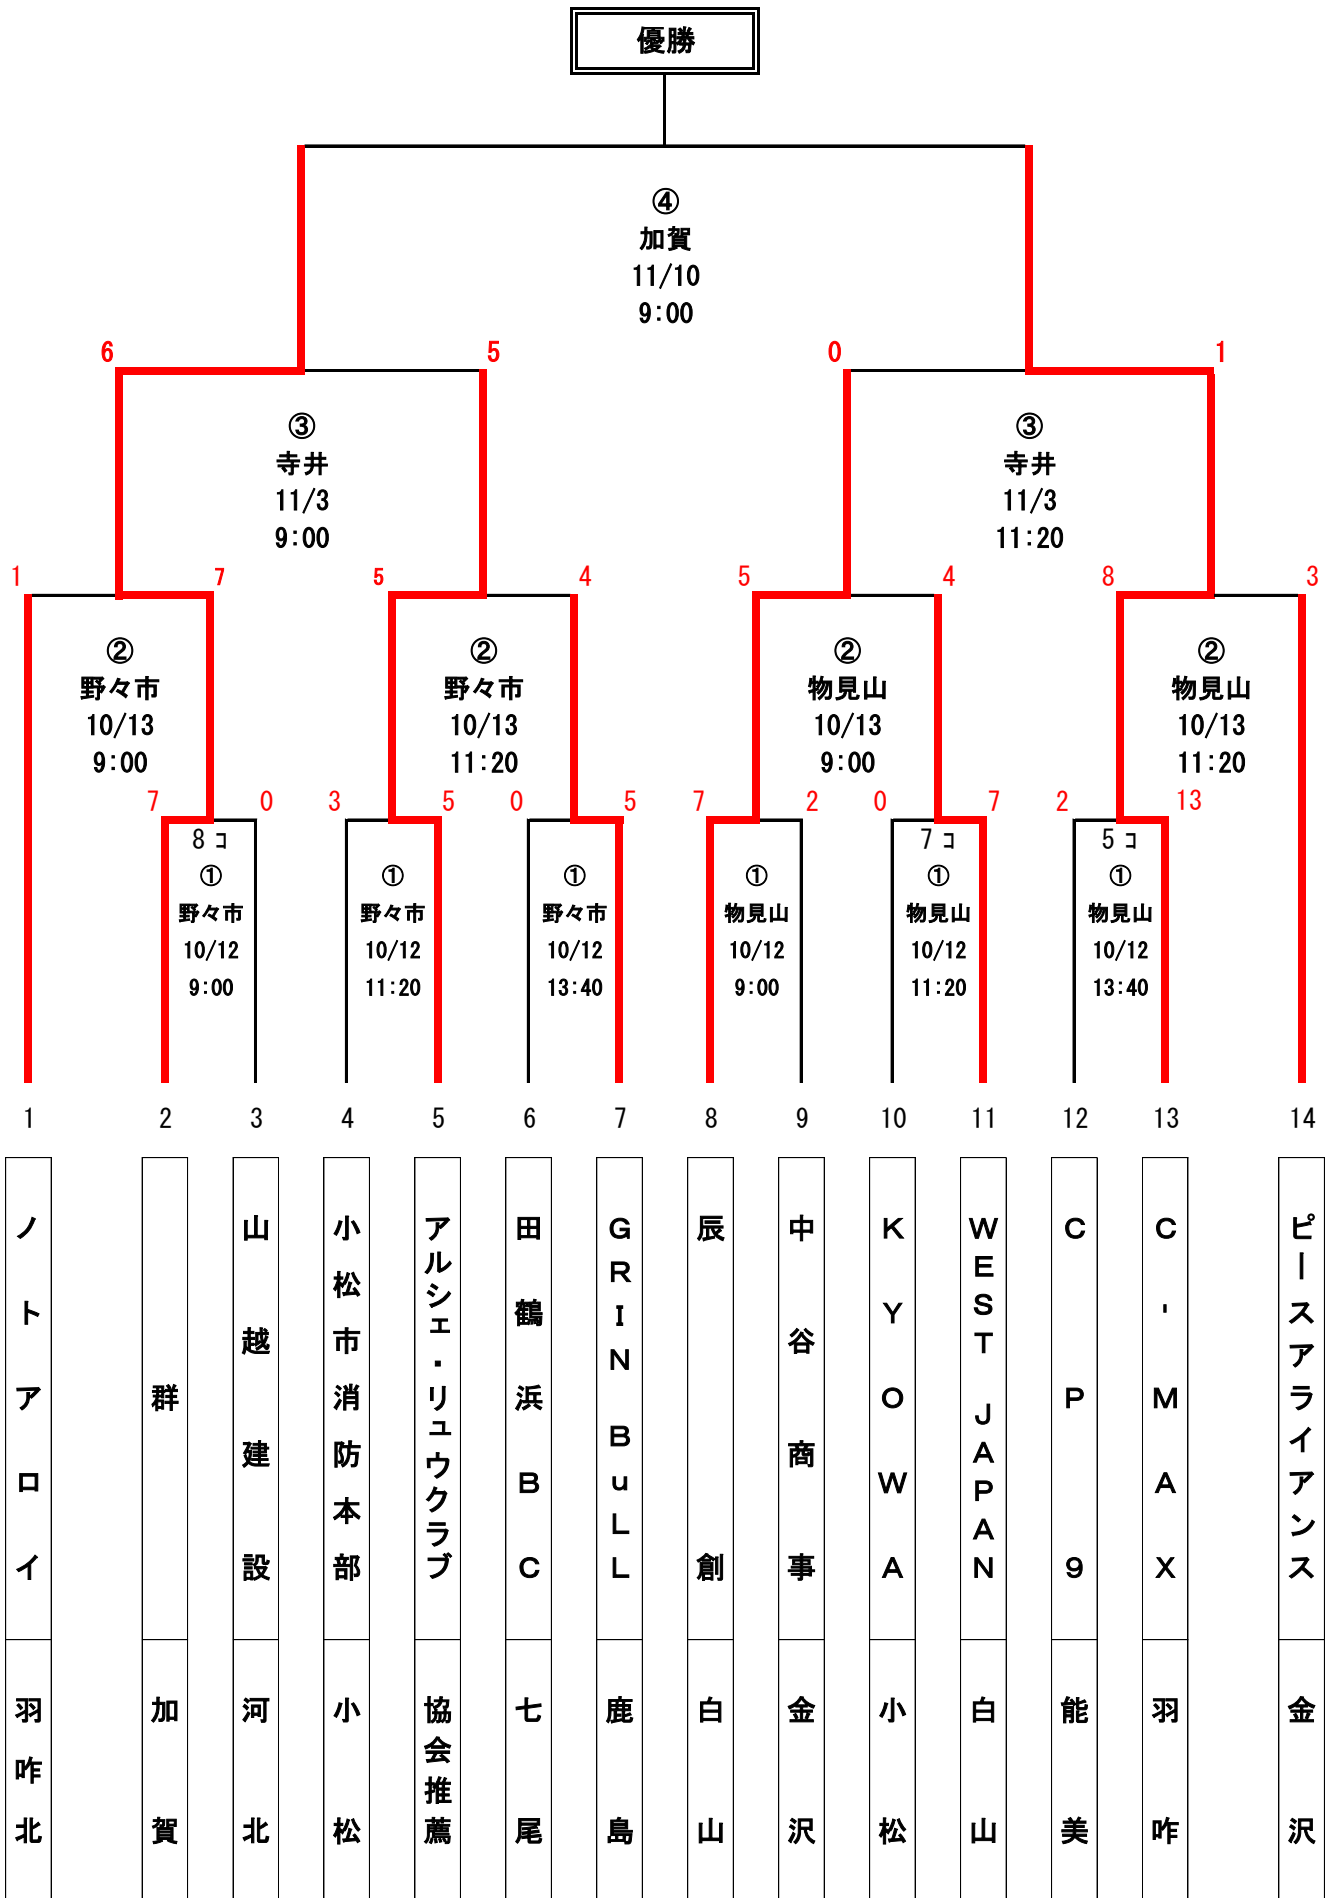 優勝
④
加賀
11/10
9:00
6 5 0 1
③ ③
寺井 寺井
11/3 11/3
9:00 11:20
1 7 5 4 5 4 8 3
② ② ② ②
野々市 野々市 物見山 物見山
10/13 10/13 10/13 10/13
9:00 11:20 9:00 11:20
7 0 3 5 0 5 7 2 0 7 2 13
8コ 7コ 5コ
① ① ① ① ① ①
野々市 野々市 野々市 物見山 物見山 物見山
10/12 10/12 10/12 10/12 10/12 10/12
9:00 11:20 13:40 9:00 11:20 13:40
1 2 3 4 5 6 7 8 9 10 11 12 13 14
ノトアロイ
群
山越建設
小松市消防本部
アルシェ・リュウクラブ
田鶴浜BC
GRIN BuLL
辰創
中谷商事
KYOWA
WEST JAPAN
CP9
C'MAX
ピースアライアンス
羽咋北
加賀
河北
小松
協会推薦
七尾
鹿島
白山
金沢
小松
白山
能美
羽咋
金沢